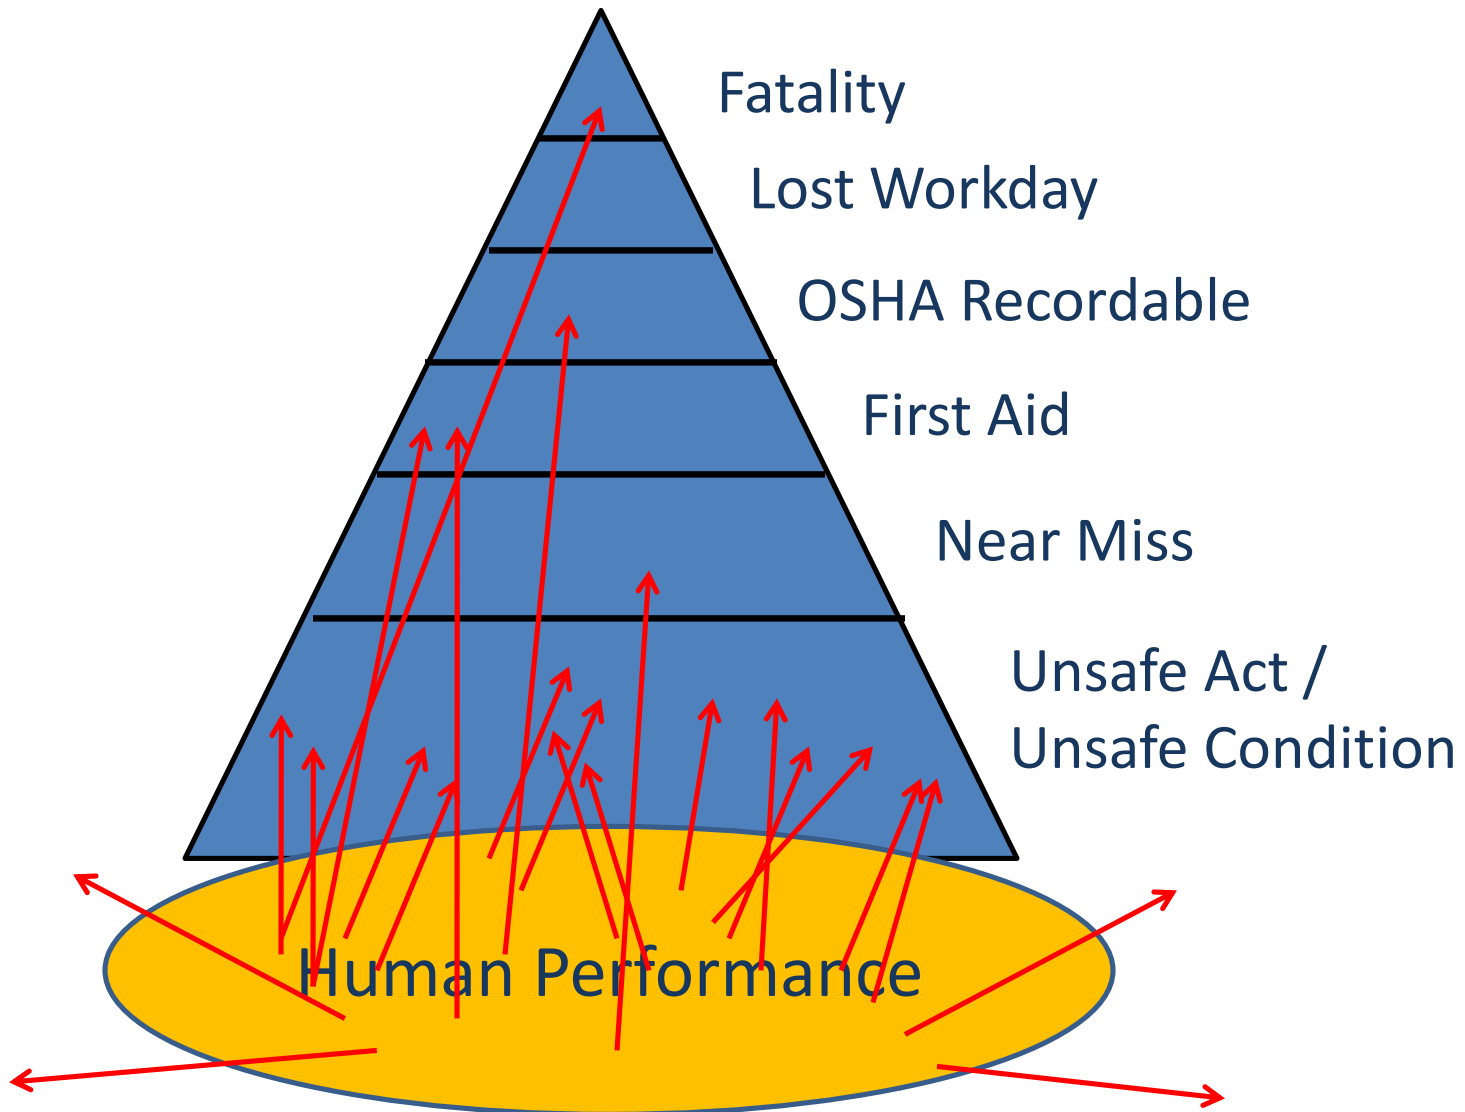 Fatality
Lost Workday
OSHA Recordable
First Aid
Near Miss
Unsafe Act /
Unsafe Condition
Human Performance